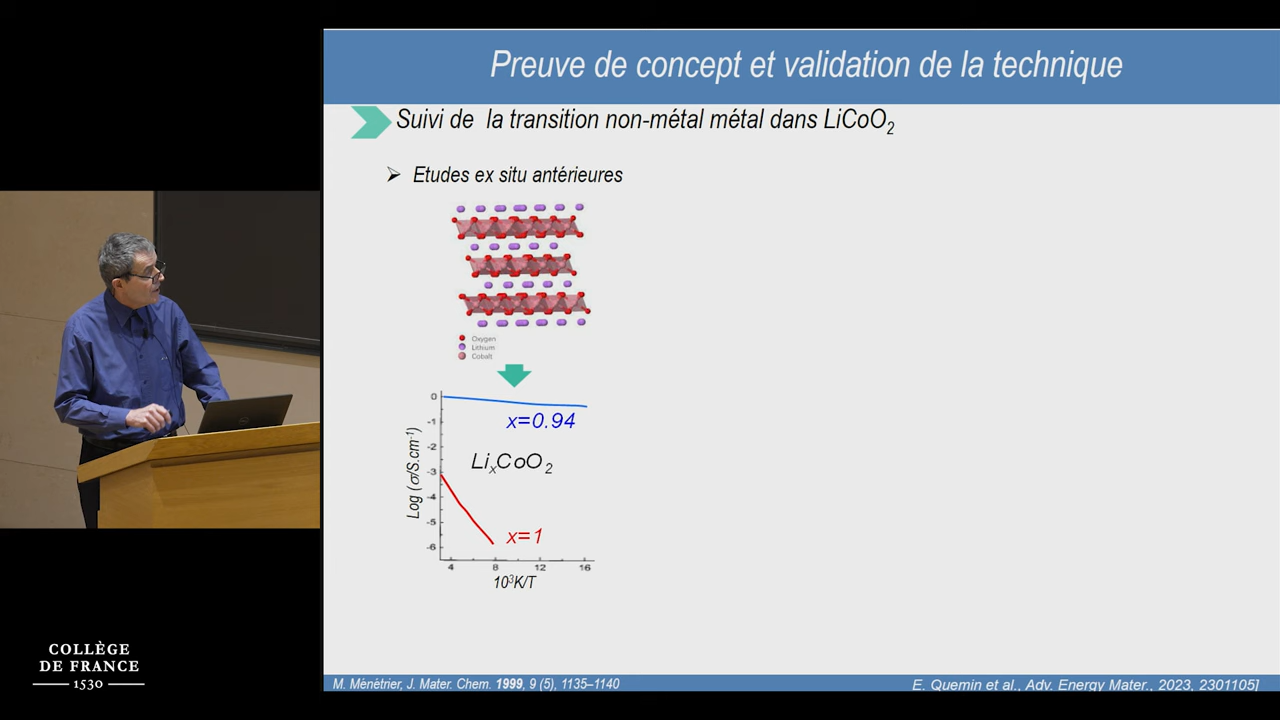 Preuve de concept et validation de la technique
Suivi de la transition non-métal métal dans LiCoO2
Etudes ex situ antérieures
Oxygen
Lithium
Cobalt
0
-1
-2
-3
-4
-5
-6
Log (σ/S.cm-1)
x=0.94
LixCoO2
x=1
4 8 12 16
10³K/T
COLLÈGE
DE FRANCE
1530
M. Ménétrier, J. Mater. Chem. 1999, 9 (5), 1135–1140
E. Quemin et al., Adv. Energy Mater., 2023, 2301105]